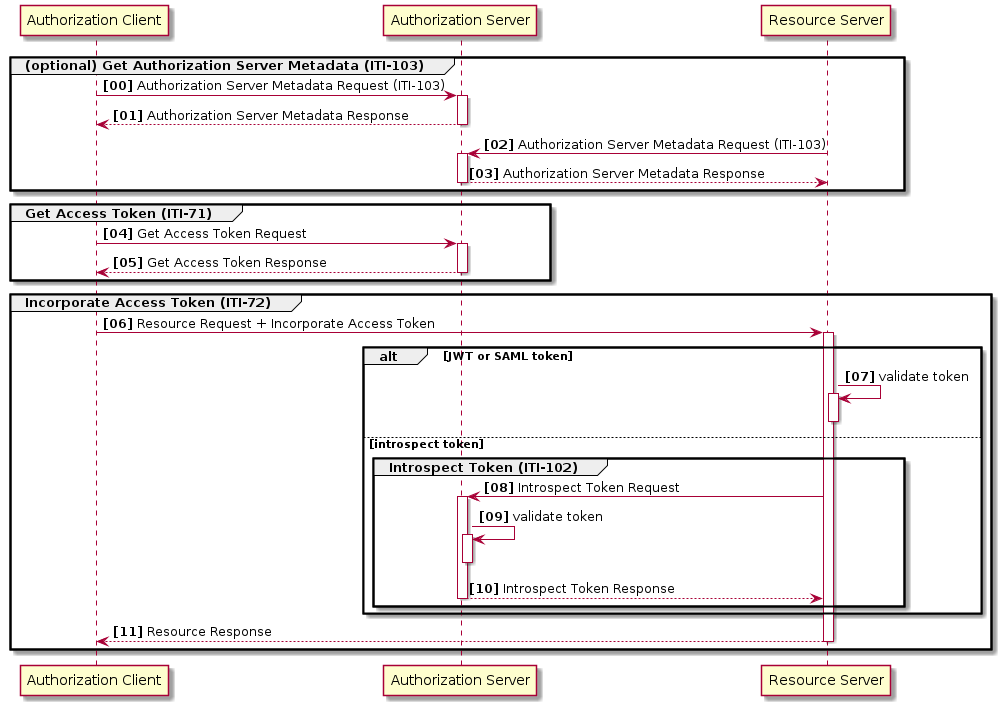 Authorization Client
Authorization Server
Resource Server
(optional) Get Authorization Server Metadata (ITI-103)
[00] Authorization Server Metadata Request (ITI-103)
[01] Authorization Server Metadata Response
[02] Authorization Server Metadata Request (ITI-103)
[03] Authorization Server Metadata Response
Get Access Token (ITI-71)
[04] Get Access Token Request
[05] Get Access Token Response
Incorporate Access Token (ITI-72)
[06] Resource Request + Incorporate Access Token
alt [JWT or SAML token]
[07] validate token
[introspect token]
Introspect Token (ITI-102)
[08] Introspect Token Request
[09] validate token
[10] Introspect Token Response
[11] Resource Response
Authorization Client
Authorization Server
Resource Server